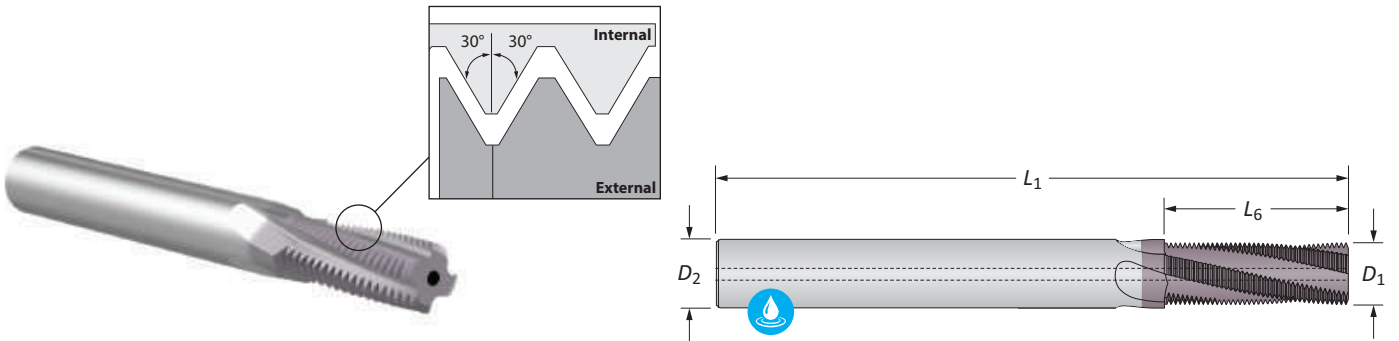 30° 30°
Internal
External
L₁
L₆
D₂
D₁